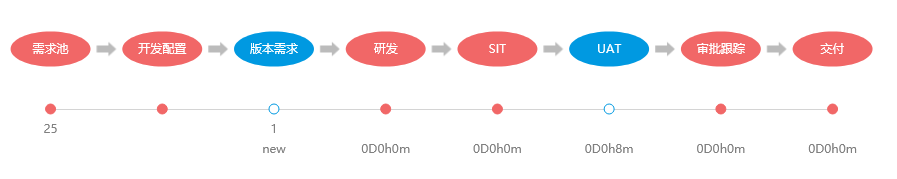 需求池 开发配置 版本需求 研发 SIT UAT 审批跟踪 交付
25 1
new 0D0h0m 0D0h0m 0D0h8m 0D0h0m 0D0h0m